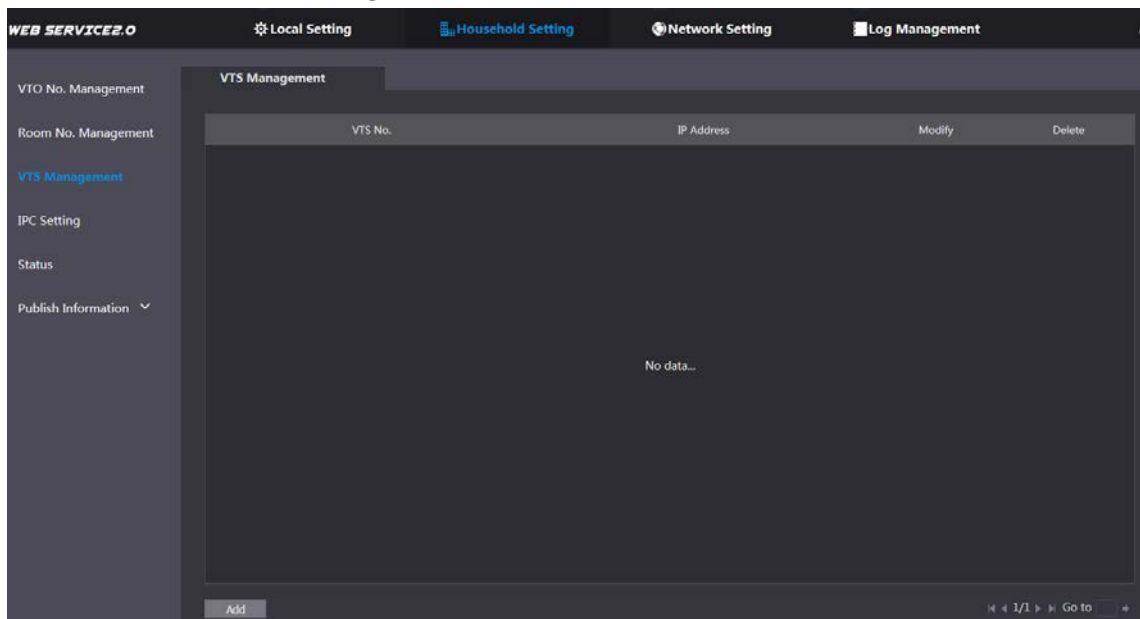 WEB SERVICE2.0 Local Setting Household Setting Network Setting Log Management
VTO No. Management
Room No. Management
VTS Management
IPC Setting
Status
Publish Information
VTS Management
VTS No. IP Address Modify Delete
No data...
Add 1/1 Go to